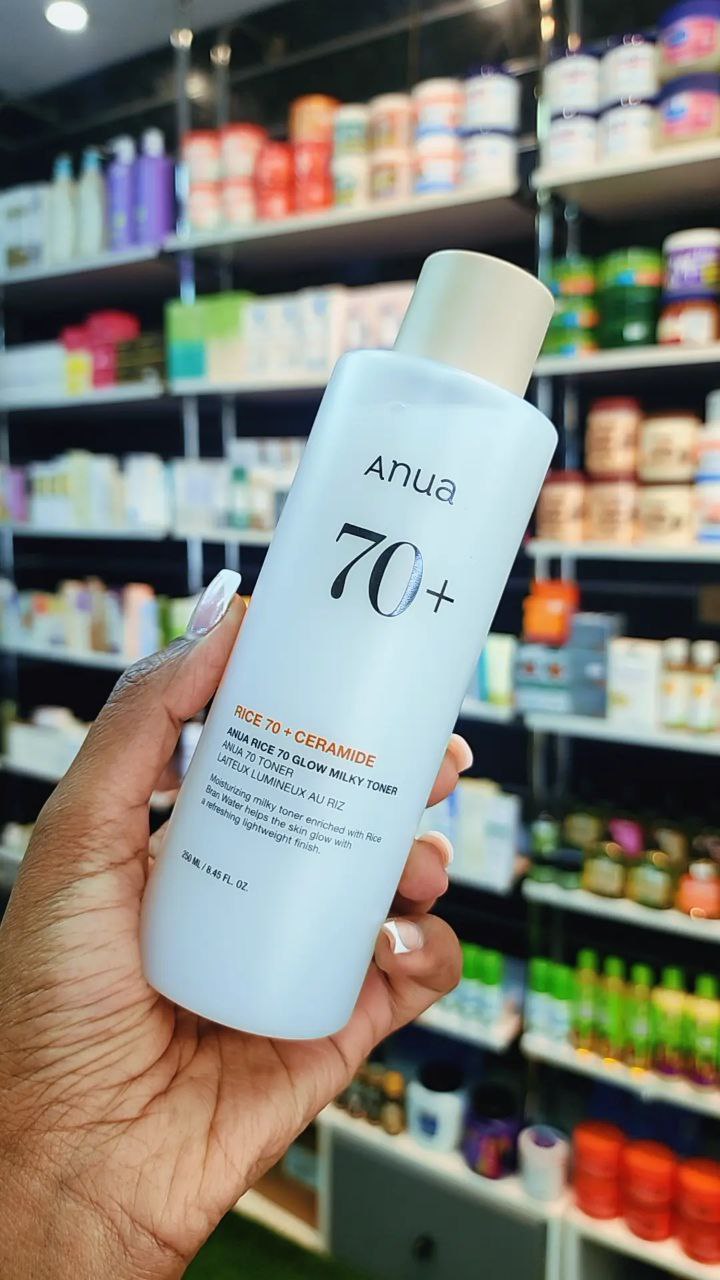 Anua
70+
RICE 70 + CERAMIDE
ANUA RICE 70 GLOW MILKY TONER
ANUA 70 TONER
LAITEUX LUMINEUX AU RIZ
Moisturizing milky toner enriched with Rice
Bran Water helps the skin glow with
a refreshing lightweight finish.
250 ML / 8.45 FL. OZ.